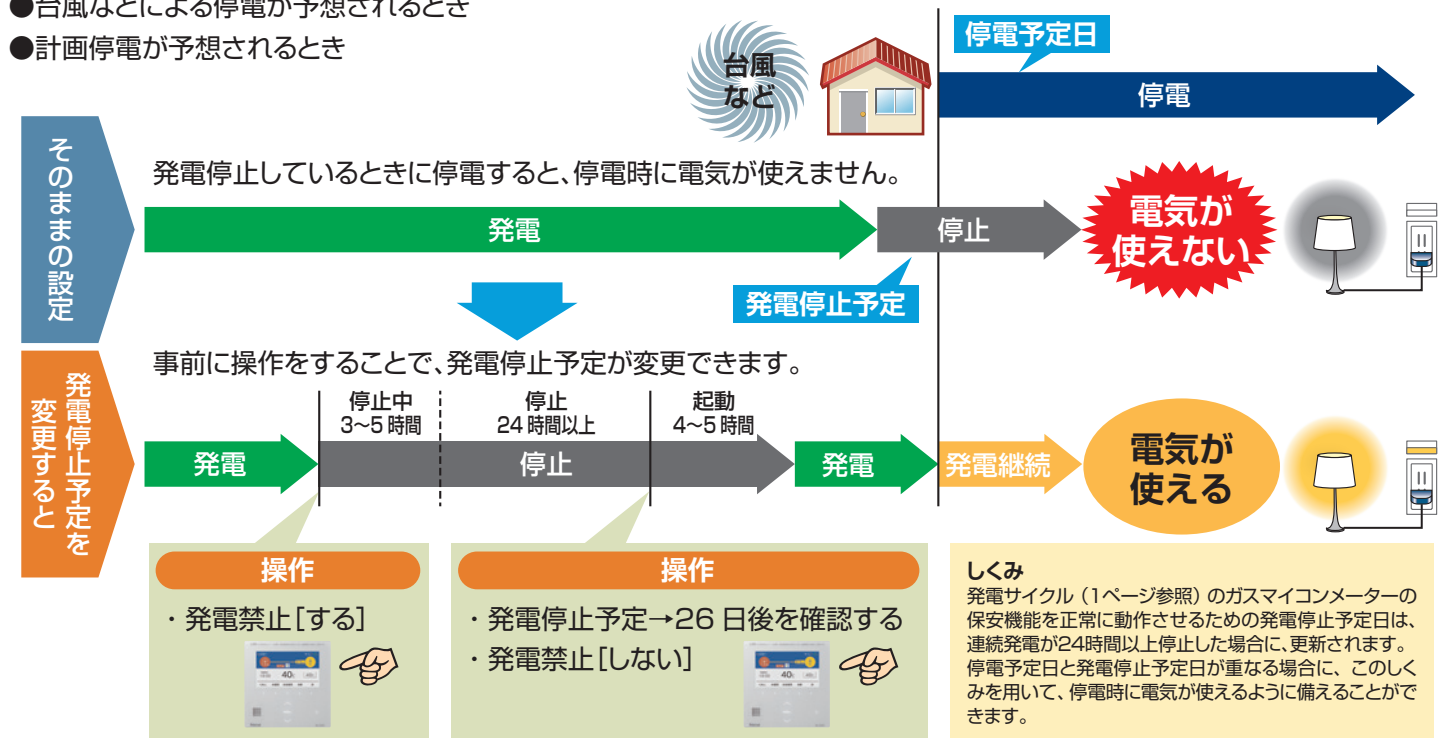 ●台風などによる停電が予想されるとき
●計画停電が予想されるとき
台風
など
停電予定日
停電
そのままの設定
発電停止しているときに停電すると、停電時に電気が使えません。
発電
停止
電気が
使えない
発電停止予定
発電停止予定を
変更すると
事前に操作をすることで、発電停止予定が変更できます。
停止中
3～5 時間
停止
24 時間以上
起動
4～5 時間
発電
停止
発電
発電継続
電気が
使える
操作
・発電禁止［する］
40
操作
・発電停止予定→26 日後を確認する
・発電禁止［しない］
40
しくみ
発電サイクル（1ページ参照）のガスマイコンメーターの
保安機能を正常に動作させるための発電停止予定日は、
連続発電が24時間以上停止した場合に、更新されます。
停電予定日と発電停止予定日が重なる場合に、このしく
みを用いて、停電時に電気が使えるように備えることがで
きます。